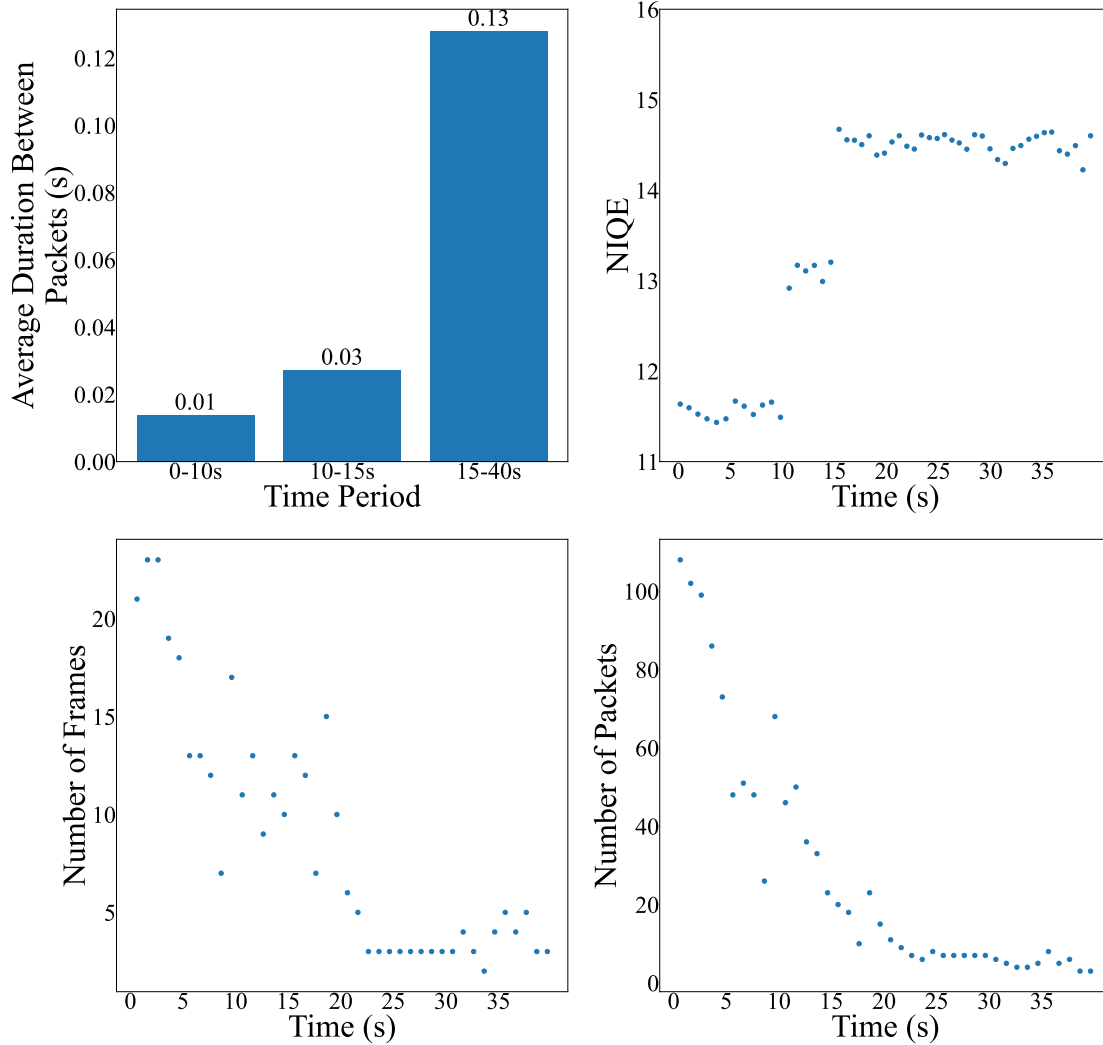 Average Duration Between
Packets (s)
0.12
0.10
0.08
0.06
0.04
0.02
0.00
0.01
0.03
0.13
0-10s 10-15s 15-40s
Time Period
NIQE
16
15
14
13
12
11
0 5 10 15 20 25 30 35
Time (s)
Number of Frames
20
15
10
5
0 5 10 15 20 25 30 35
Time (s)
Number of Packets
100
80
60
40
20
0
0 5 10 15 20 25 30 35
Time (s)